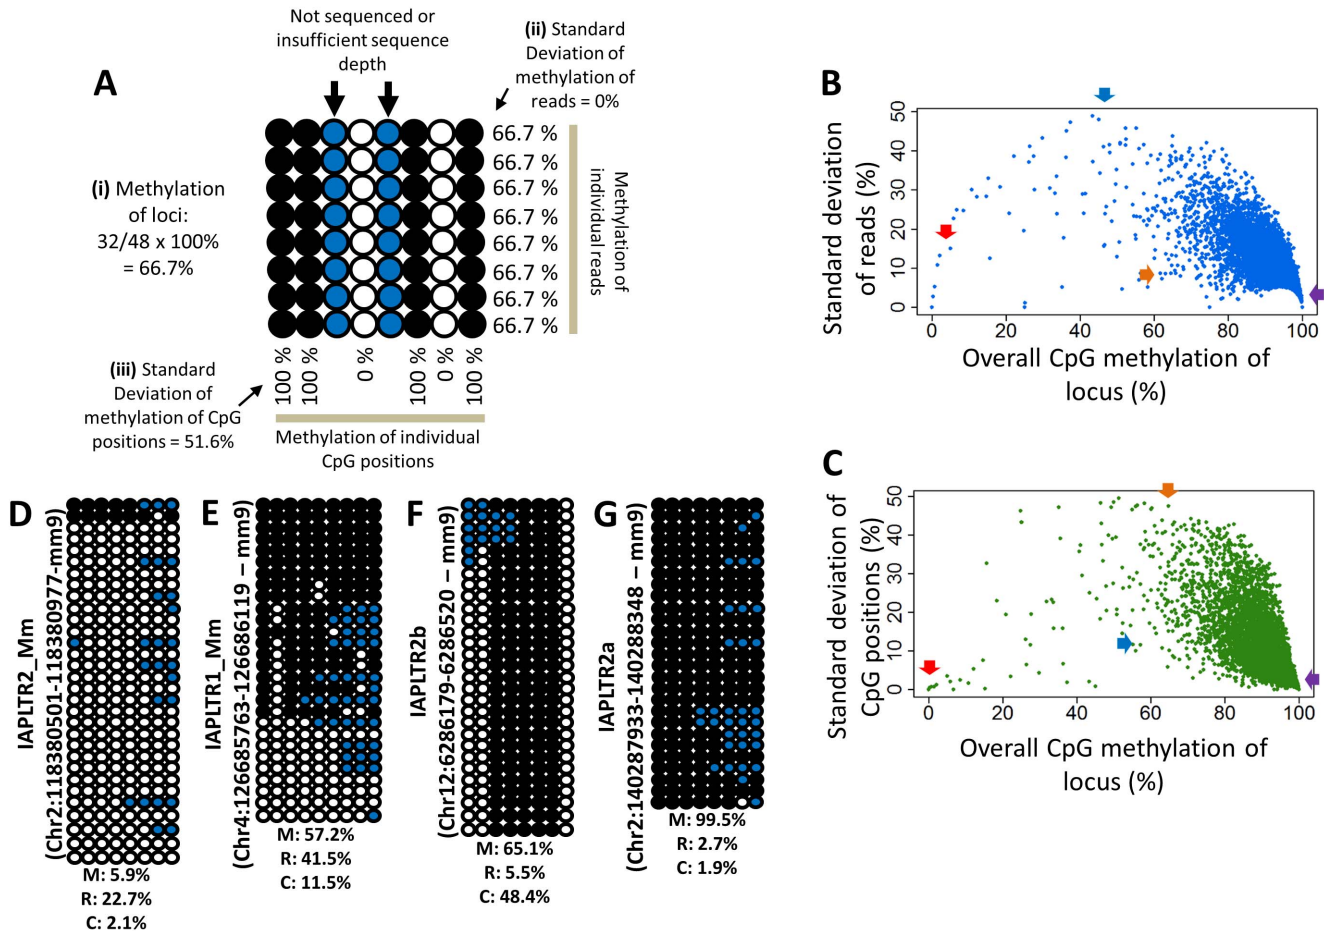 A
Not sequenced or
insufficient sequence
depth
(ii) Standard
Deviation of
methylation of
reads = 0%
(i) Methylation
of loci:
32/48 x 100%
= 66.7%
66.7 %
66.7 %
66.7 %
66.7 %
66.7 %
66.7 %
66.7 %
66.7 %
Methylation of
individual reads
(iii) Standard
Deviation of
methylation of CpG
positions = 51.6%
100 %
100 %
0 %
100 %
0 %
100 %
Methylation of individual
CpG positions
B
Standard deviation
of reads (%)
50
40
30
20
10
0
0 20 40 60 80 100
Overall CpG methylation of
locus (%)
C
Standard deviation of
CpG positions (%)
50
40
30
20
10
0
0 20 40 60 80 100
Overall CpG methylation of
locus (%)
D
IAPLTR2_Mm
(Chr2:118380501-118380977-mm9)
M: 5.9%
R: 22.7%
C: 2.1%
E
IAPLTR1_Mm
(Chr4:126685763-126686119 – mm9)
M: 57.2%
R: 41.5%
C: 11.5%
F
IAPLTR2b
(Chr12:6286179-6286520 – mm9)
M: 65.1%
R: 5.5%
C: 48.4%
G
IAPLTR2a
(Chr2:140287933-140288348 – mm9)
M: 99.5%
R: 2.7%
C: 1.9%